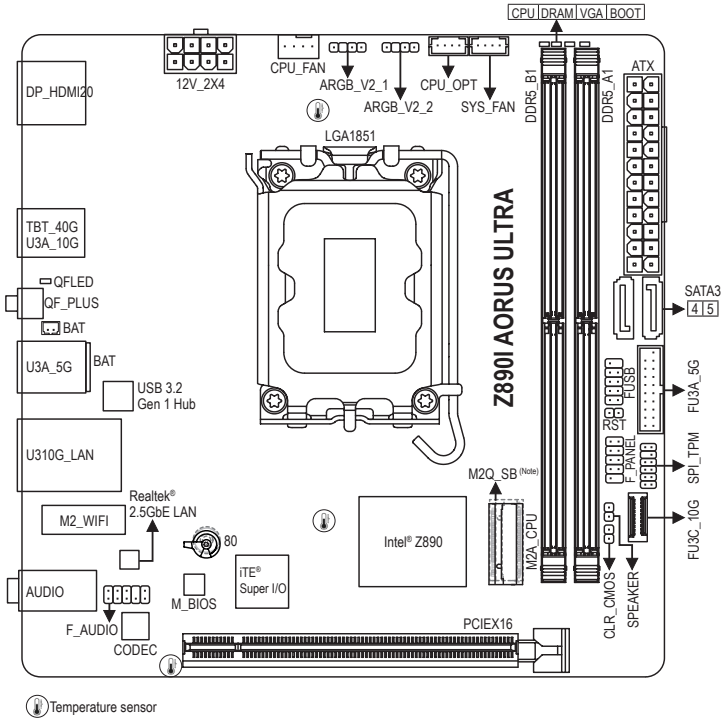 CPU DRAM VGA BOOT
DP_HDMI20
12V_2X4
CPU_FAN
ARGB_V2_1
ARGB_V2_2
CPU_OPT
SYS_FAN
DDR5_B1
DDR5_A1
ATX
LGA1851
TBT_40G
U3A_10G
QFLED
QF_PLUS
BAT
U3A_5G
BAT
USB 3.2
Gen 1 Hub
Z890I AORUS ULTRA
SATA3
4 5
FUSB
RST
FU3A_5G
F_PANEL
SPI_TPM
U310G_LAN
M2_WIFI
Realtek®
2.5GbE LAN
80
M2Q_SB (Note)
Intel® Z890
M2A_CPU
FU3C_10G
AUDIO
F_AUDIO
CODEC
M_BIOS
iTE®
Super I/O
PCIEX16
CLR_CMOS
SPEAKER
Temperature sensor